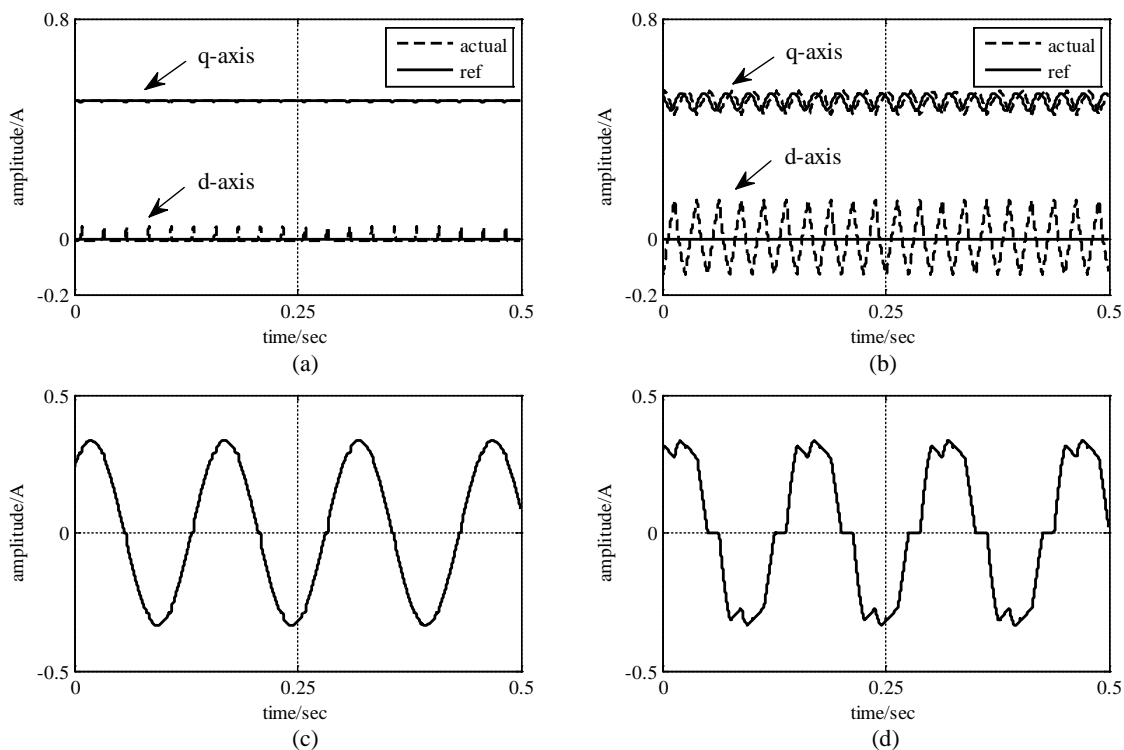 0.8
q-axis
actual
ref
d-axis
amplitude/A
0
-0.2
0
0.25
0.5
time/sec
(a)
0.8
q-axis
actual
ref
d-axis
amplitude/A
0
-0.2
0
0.25
0.5
time/sec
(b)
0.5
amplitude/A
0
-0.5
0
0.25
0.5
time/sec
(c)
0.5
amplitude/A
0
-0.5
0
0.25
0.5
time/sec
(d)